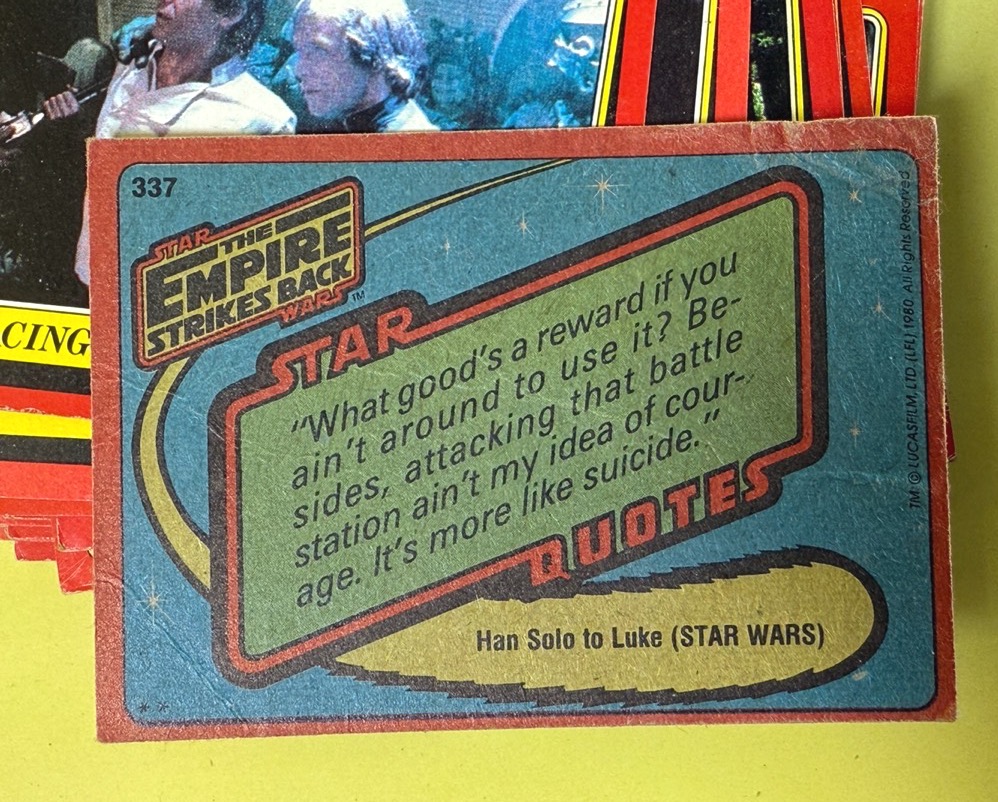 CING
337
STAR
THE
EMPIRE
STRIKES BACK
WARS™
STAR
"What good's a reward if you
ain't around to use it? Be-
sides, attacking that battle
station ain't my idea of cour-
age. It's more like suicide."
QUOTES
Han Solo to Luke (STAR WARS)
* *
TM: © LUCASFILM, LTD. (LFL) 1980. All Rights Reserved